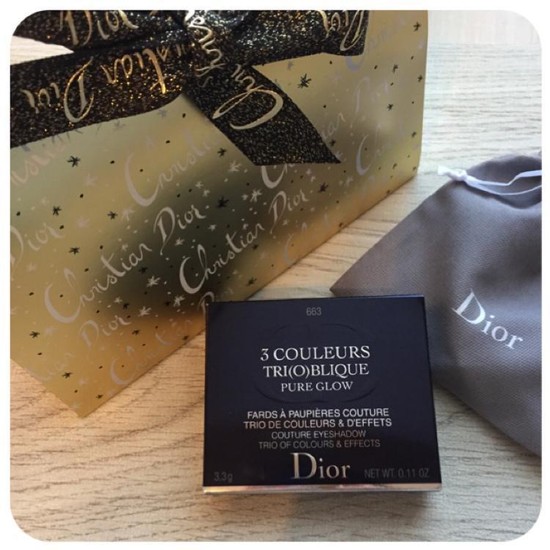 Dior
Christian Dior
Christian Dior
Christian Dior
Christian Dior
Dior
663
3 COULEURS
TRI(O)BLIQUE
PURE GLOW
FARDS À PAUPIÈRES COUTURE
TRIO DE COULEURS & D'EFFETS
COUTURE EYESHADOW
TRIO OF COLOURS & EFFECTS
3.3g Dior NET WT. 0.11 OZ